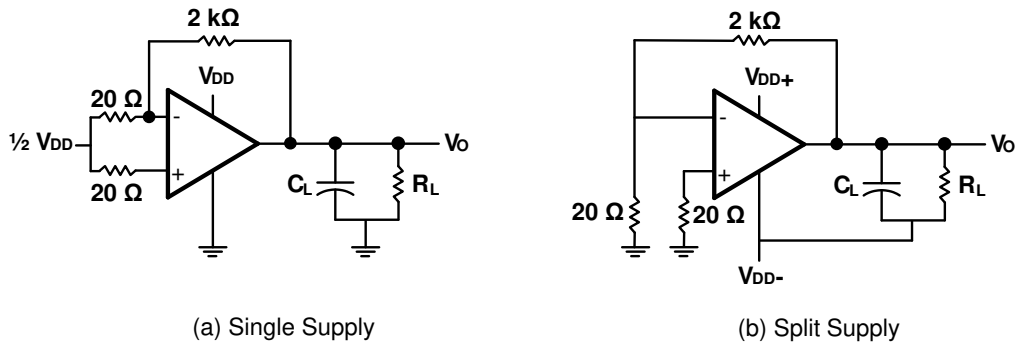 2 kΩ
VDD
20 Ω
-
½ VDD
+
20 Ω
VO
CL
RL
(a) Single Supply
2 kΩ
VDD+
-
+
VO
CL
RL
20 Ω
20 Ω
VDD-
(b) Split Supply